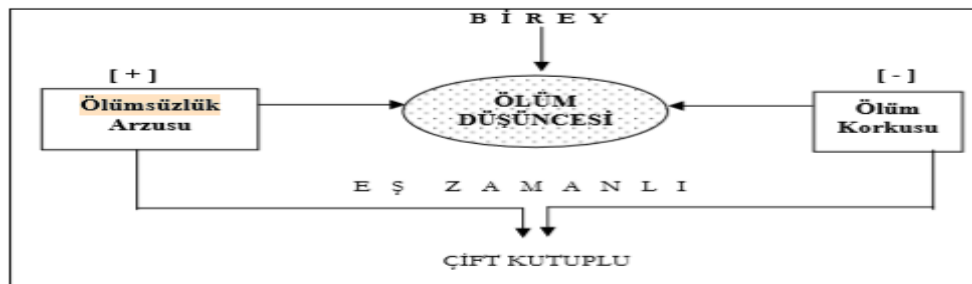 B İ R E Y
[ + ]
[ - ]
Ölümsüzlük
Arzusu
ÖLÜM
DÜŞÜNCESİ
Ölüm
Korkusu
E Ş Z A M A N L I
ÇİFT KUTUPLU